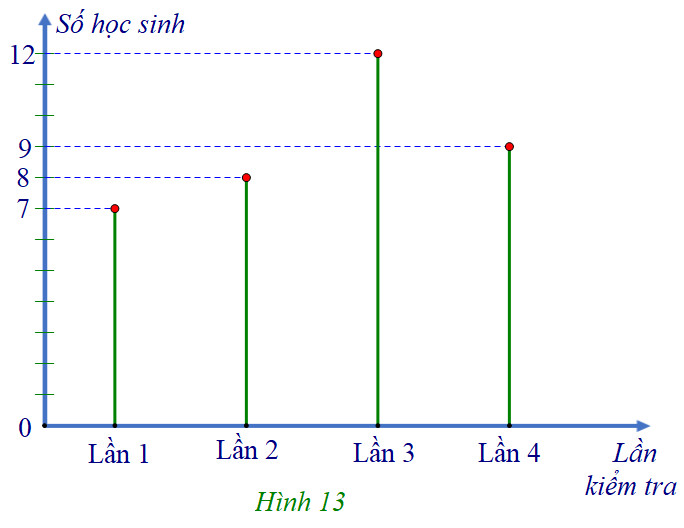 Số học sinh
12
9
8
7
0
Lần 1
Lần 2
Lần 3
Lần 4
Lần
kiểm tra
Hình 13